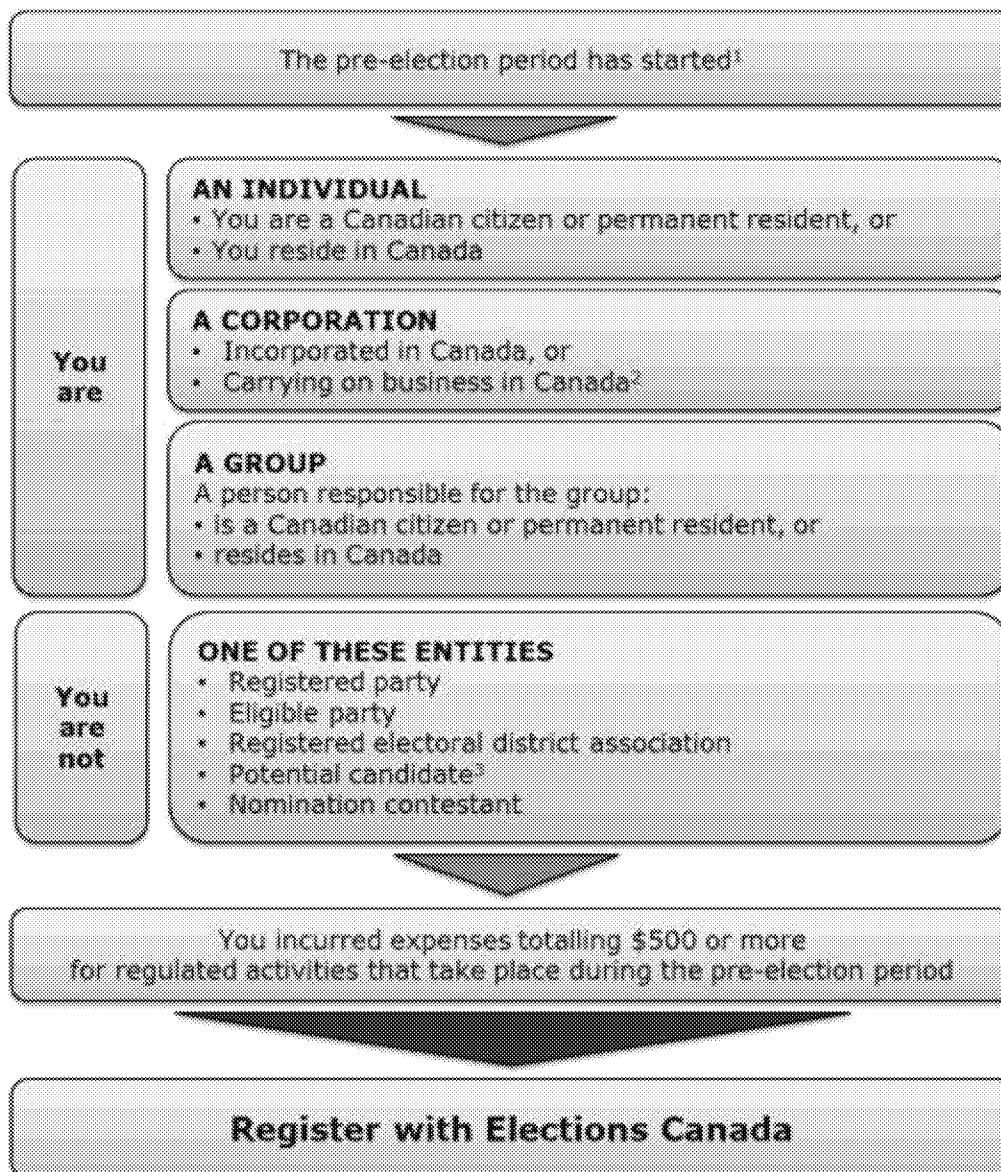 The pre-election period has started¹
You
are
AN INDIVIDUAL
• You are a Canadian citizen or permanent resident, or
• You reside in Canada
A CORPORATION
• Incorporated in Canada, or
• Carrying on business in Canada²
A GROUP
A person responsible for the group:
• is a Canadian citizen or permanent resident, or
• resides in Canada
You
are
not
ONE OF THESE ENTITIES
• Registered party
• Eligible party
• Registered electoral district association
• Potential candidate³
• Nomination contestant
You incurred expenses totalling $500 or more
for regulated activities that take place during the pre-election period
Register with Elections Canada